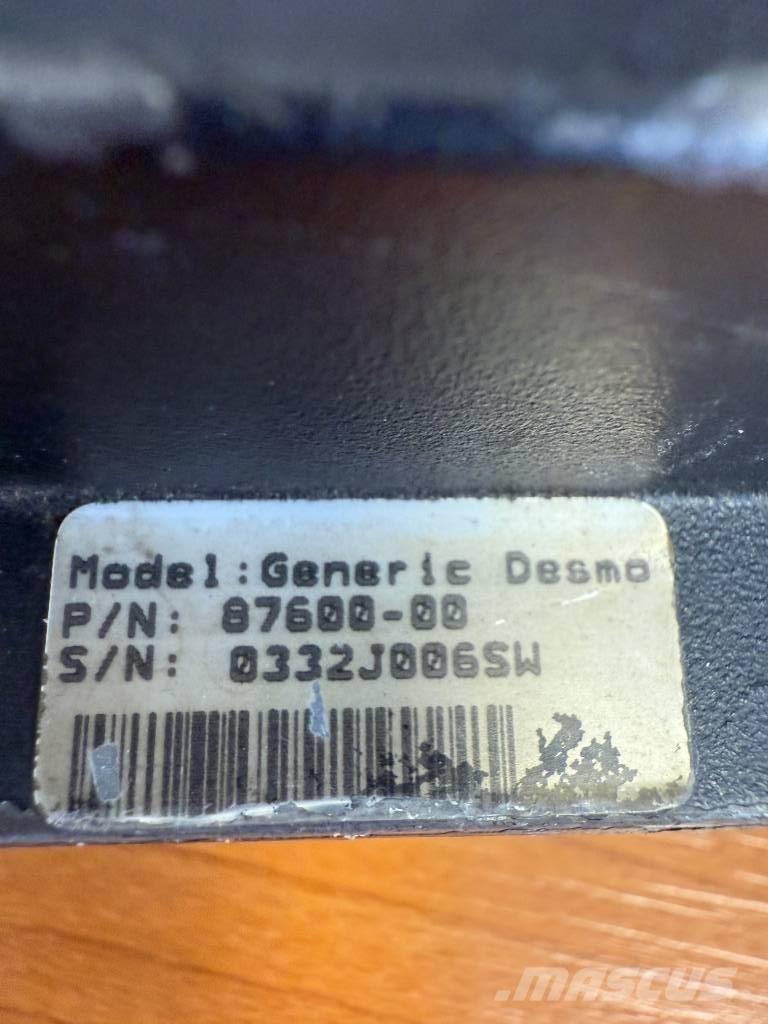 Model:Generic Desmo
P/N: 87600-00
S/N: 0332J006SW
MASCUS